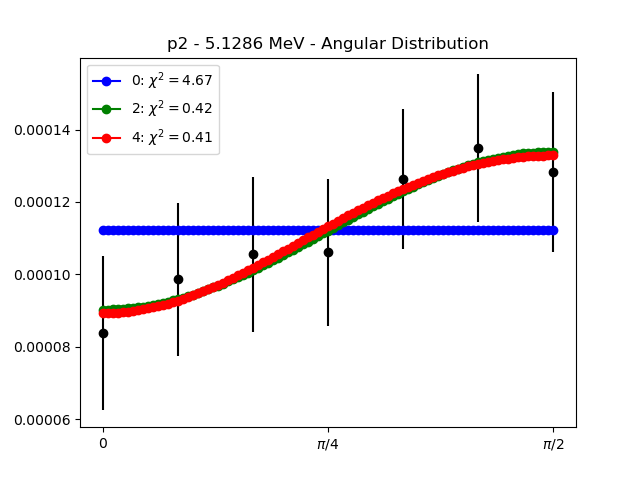 p2 - 5.1286 MeV - Angular Distribution
0: χ² = 4.67
2: χ² = 0.42
4: χ² = 0.41
0.00014
0.00012
0.00010
0.00008
0.00006
0 π/4 π/2